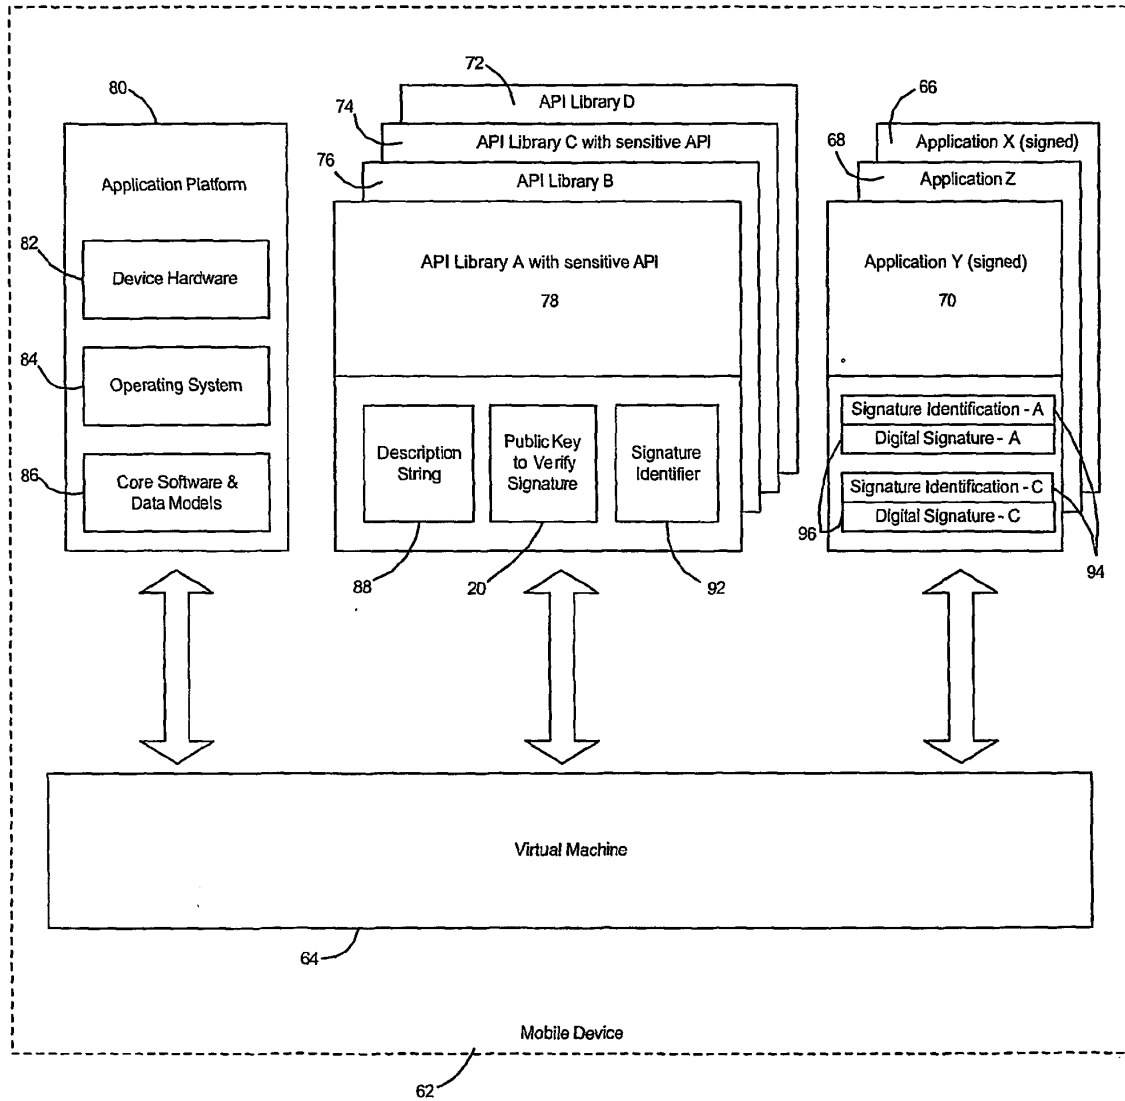 72
80
API Library D
66
74
API Library C with sensitive API
Application X (signed)
68
76
API Library B
Application Z
Application Platform
82
Device Hardware
API Library A with sensitive API
78
Application Y (signed)
70
84
Operating System
86
Core Software &
Data Models
Description
String
Public Key
to Verify
Signature
Signature
Identifier
Signature Identification - A
Digital Signature - A
Signature Identification - C
Digital Signature - C
96
94
88
20
92
Virtual Machine
64
Mobile Device
62